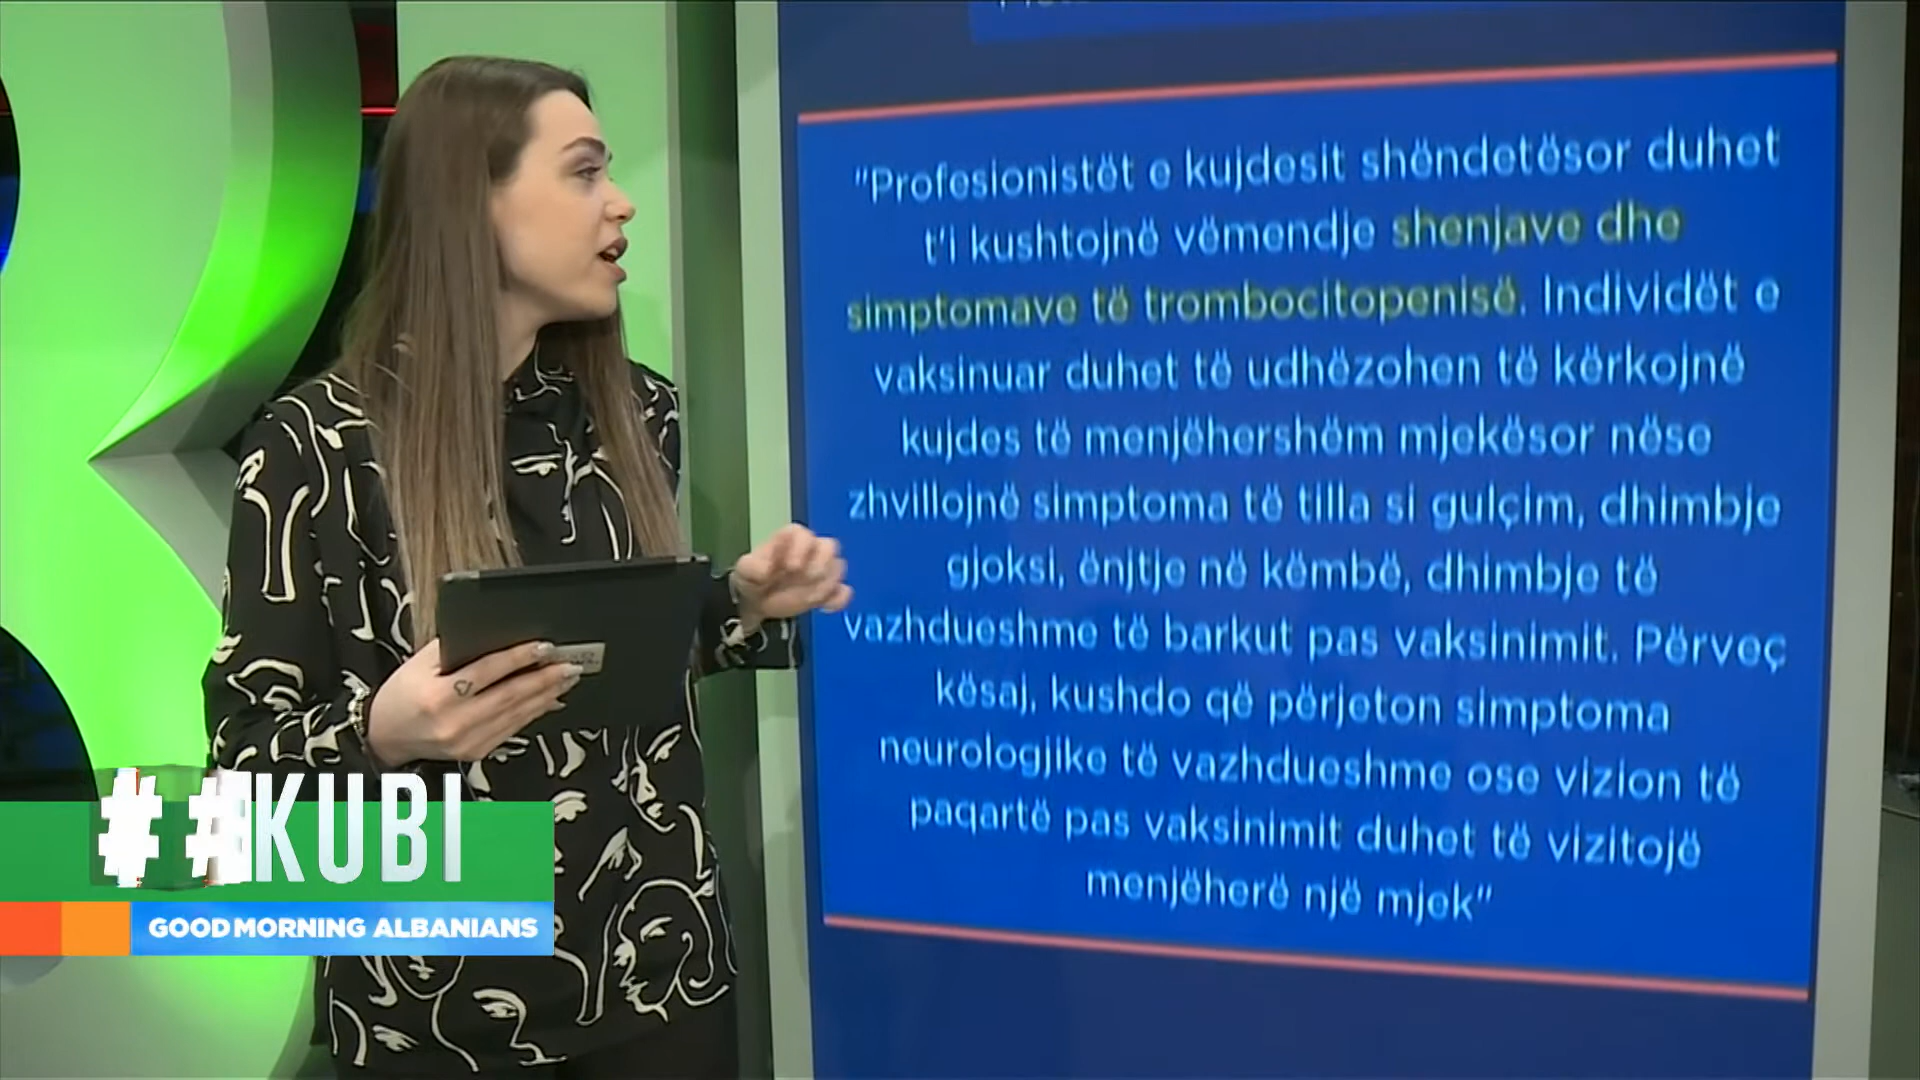 "Profesionistët e kujdesit shëndetësor duhet
t'i kushtojnë vëmendje shenjave dhe
simptomave të trombocitopenisë. Individët e
vaksinuar duhet të udhëzohen të kërkojnë
kujdes të menjëhershëm mjekësor nëse
zhvillojnë simptoma të tilla si gulçim, dhimbje
gjoksi, ënjtje në këmbë, dhimbje të
vazhdueshme të barkut pas vaksinimit. Përveç
kësaj, kushdo që përjeton simptoma
neurologjike të vazhdueshme ose vizion të
paqartë pas vaksinimit duhet të vizitojë
menjëherë një mjek"
##KUBI
GOOD MORNING ALBANIANS